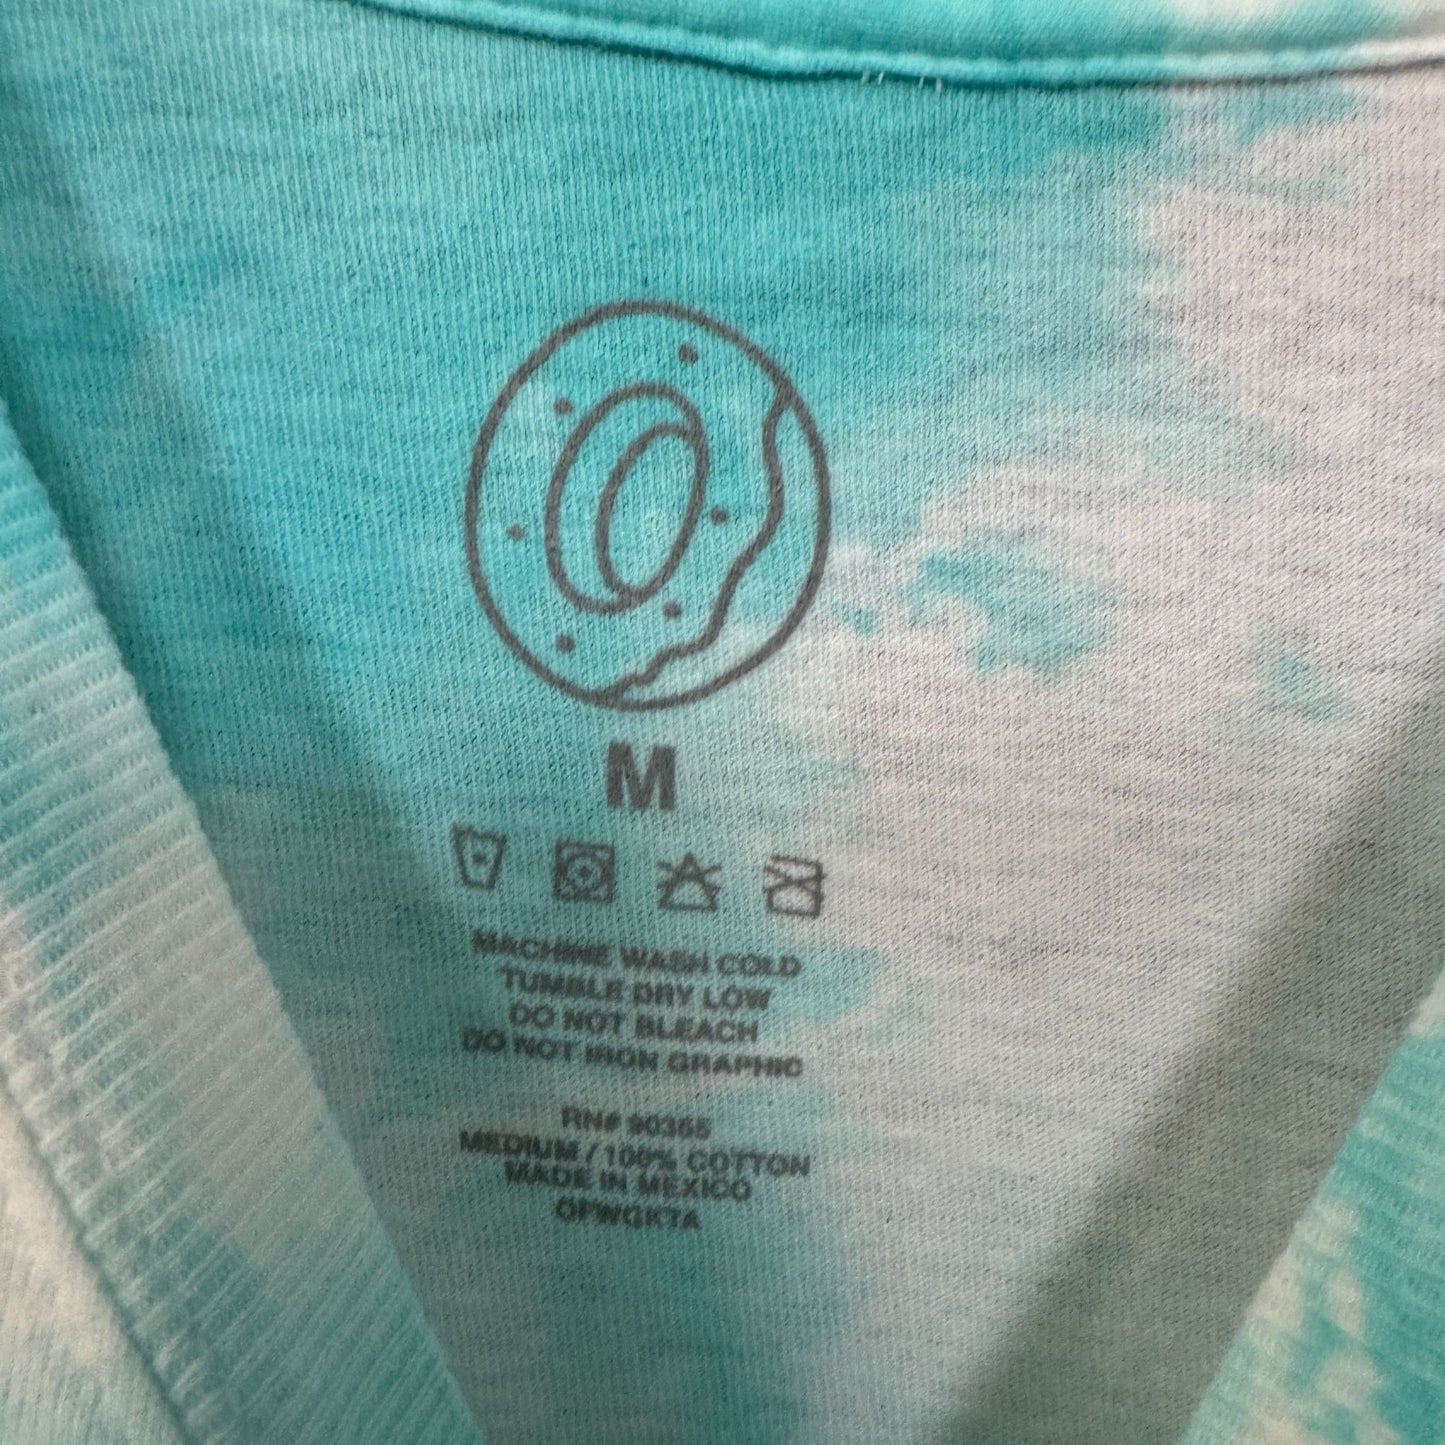 M
MACHINE WASH COLD
TUMBLE DRY LOW
DO NOT BLEACH
DO NOT IRON GRAPHIC
RN# 90355
MEDIUM / 100% COTTON
MADE IN MEXICO
OFWGKTA